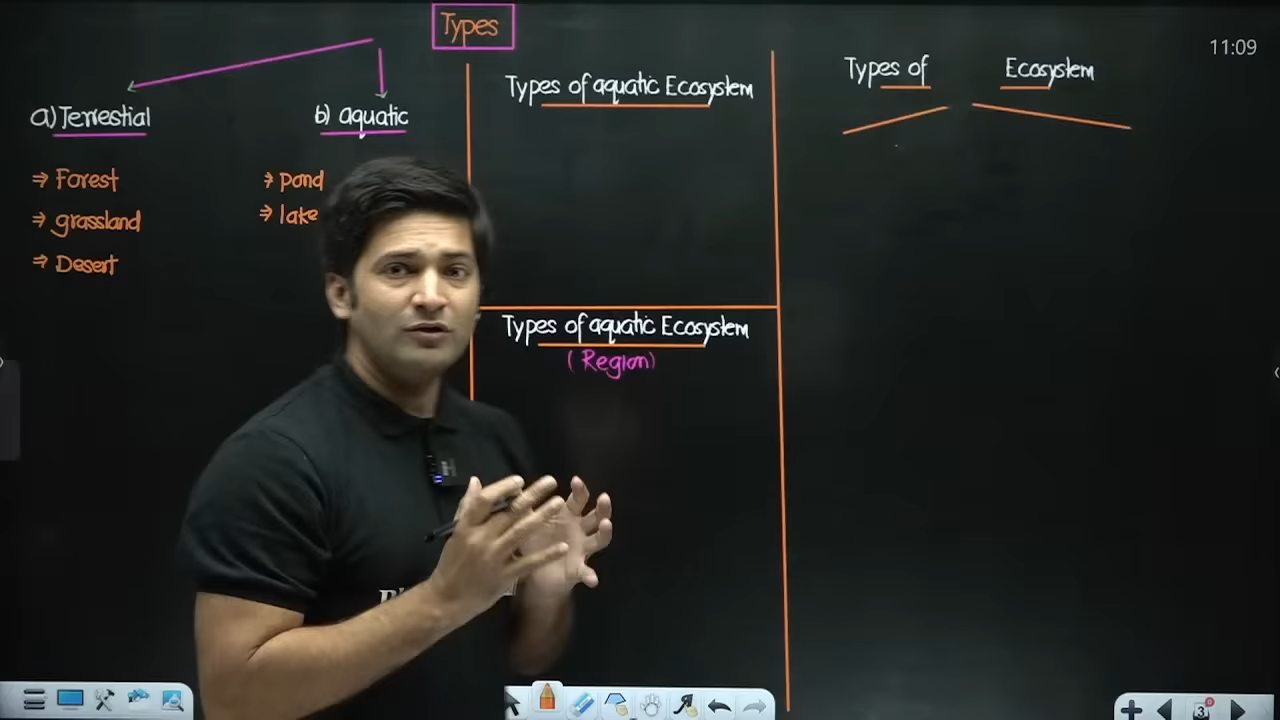 Types
11:09
a) Terrestial
b) aquatic
⇒ Forest
⇒ grassland
⇒ Desert
⇒ pond
⇒ lake
Types of aquatic Ecosystem
Types of aquatic Ecosystem
(Region)
Types of Ecosystem
3